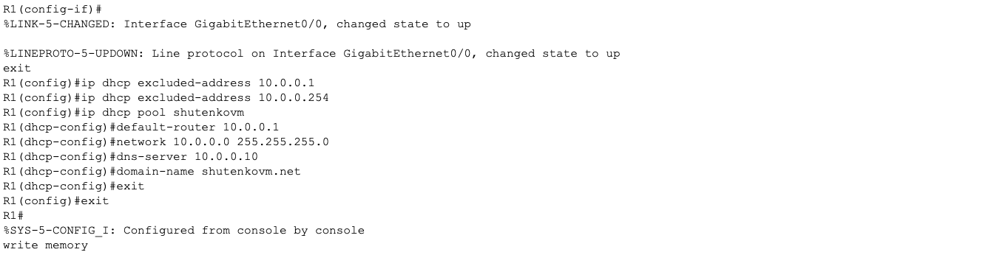 R1(config-if)#
%LINK-5-CHANGED: Interface GigabitEthernet0/0, changed state to up
%LINEPROTO-5-UPDOWN: Line protocol on Interface GigabitEthernet0/0, changed state to up
exit
R1(config)#ip dhcp excluded-address 10.0.0.1
R1(config)#ip dhcp excluded-address 10.0.0.254
R1(config)#ip dhcp pool shutenkovm
R1(dhcp-config)#default-router 10.0.0.1
R1(dhcp-config)#network 10.0.0.0 255.255.255.0
R1(dhcp-config)#dns-server 10.0.0.10
R1(dhcp-config)#domain-name shutenkovm.net
R1(dhcp-config)#exit
R1(config)#exit
R1#
%SYS-5-CONFIG_I: Configured from console by console
write memory